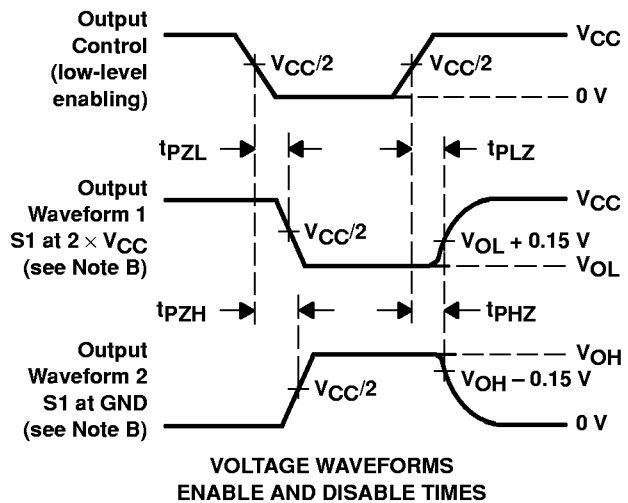 Output
Control
(low-level
enabling)
VCC/2
VCC/2
VCC
0 V
tPZL
tPLZ
Output
Waveform 1
S1 at 2 × VCC
(see Note B)
VCC/2
VCC
VOL + 0.15 V
VOL
tPZH
tPHZ
Output
Waveform 2
S1 at GND
(see Note B)
VCC/2
VOH
VOH − 0.15 V
0 V
VOLTAGE WAVEFORMS
ENABLE AND DISABLE TIMES